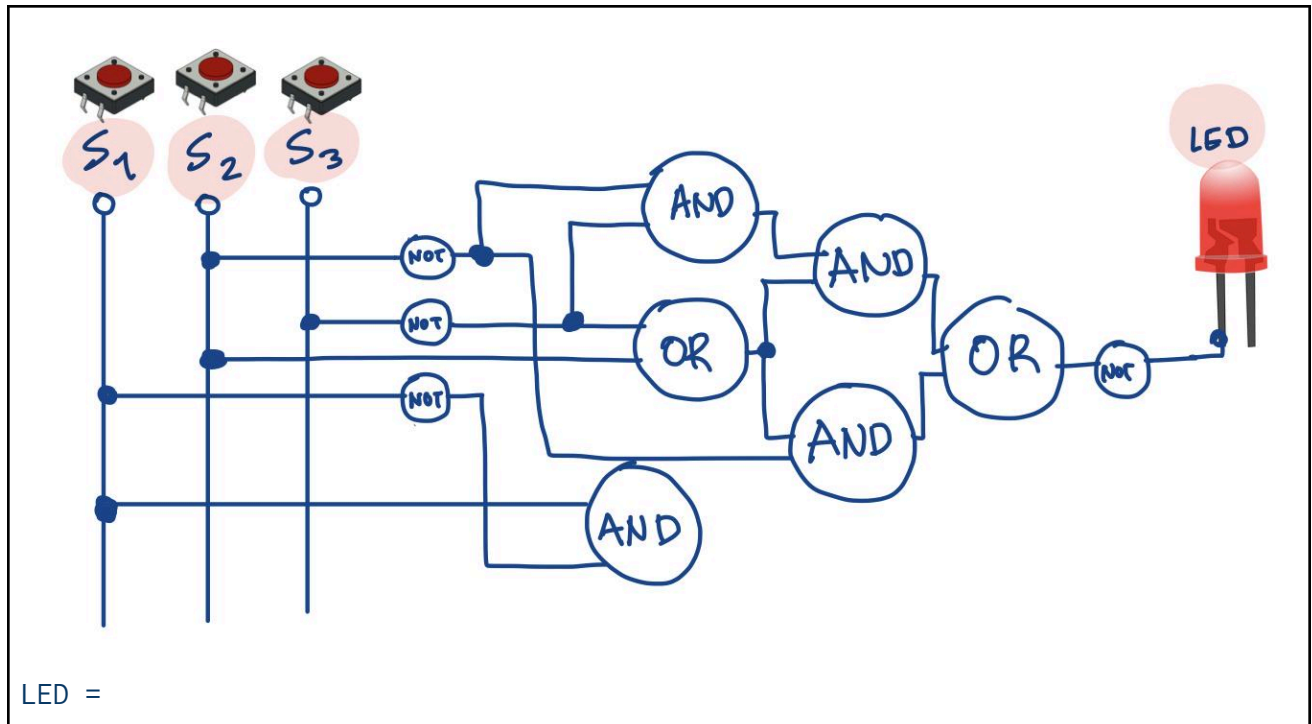 S1 S2 S3
LED
AND
NOT
AND
NOT
OR
OR
NOT
NOT
AND
AND
LED =